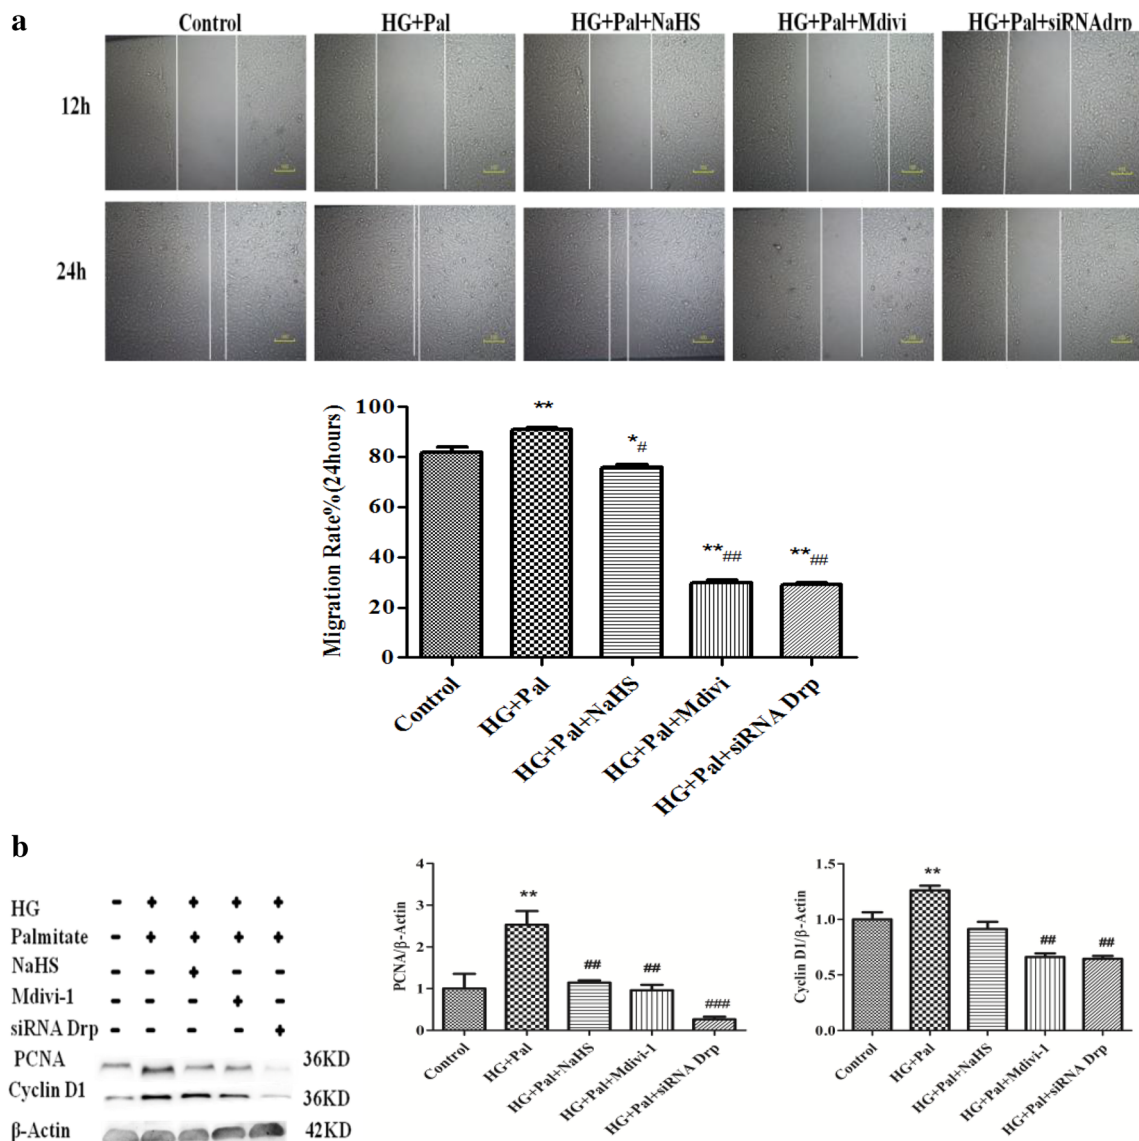 a
Control HG+Pal HG+Pal+NaHS HG+Pal+Mdivi HG+Pal+siRNAdrp
12h
24h
Migration Rate%(24hours)
100
80
60
40
20
0
**
*#
**##
**##
Control
HG+Pal
HG+Pal+NaHS
HG+Pal+Mdivi
HG+Pal+siRNA Drp
b
HG - + + + +
Palmitate - + + + +
NaHS - - + - -
Mdivi-1 - - - + -
siRNA Drp - - - - +
PCNA 36KD
Cyclin D1 36KD
β-Actin 42KD
PCNA/β-Actin
4
3
2
1
0
**
##
##
###
Control
HG+Pal
HG+Pal+NaHS
HG+Pal+Mdivi-1
HG+Pal+siRNA Drp
Cyclin D1/β-Actin
1.5
1.0
0.5
0.0
**
##
##
Control
HG+Pal
HG+Pal+NaHS
HG+Pal+Mdivi-1
HG+Pal+siRNA Drp